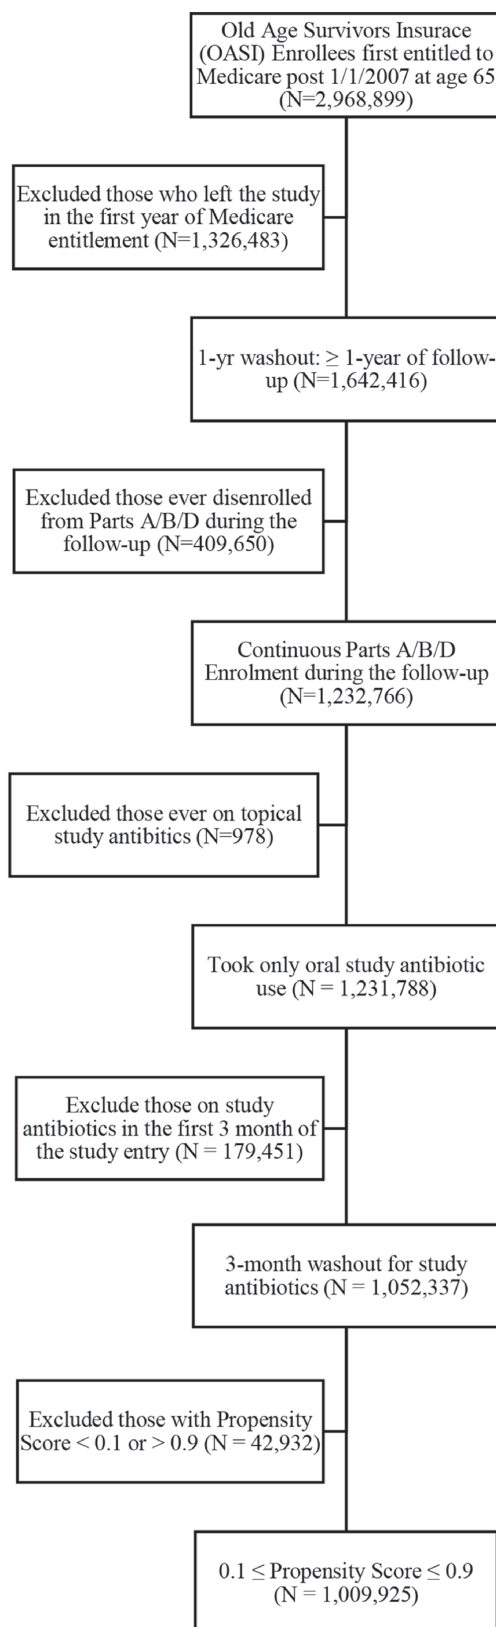 Old Age Survivors Insurace
(OASI) Enrollees first entitled to
Medicare post 1/1/2007 at age 65
(N=2,968,899)
Excluded those who left the study
in the first year of Medicare
entitlement (N=1,326,483)
1-yr washout: ≥ 1-year of follow-
up (N=1,642,416)
Excluded those ever disenrolled
from Parts A/B/D during the
follow-up (N=409,650)
Continuous Parts A/B/D
Enrolment during the follow-up
(N=1,232,766)
Excluded those ever on topical
study antibitics (N=978)
Took only oral study antibiotic
use (N = 1,231,788)
Exclude those on study
antibiotics in the first 3 month of
the study entry (N = 179,451)
3-month washout for study
antibiotics (N = 1,052,337)
Excluded those with Propensity
Score < 0.1 or > 0.9 (N = 42,932)
0.1 ≤ Propensity Score ≤ 0.9
(N = 1,009,925)